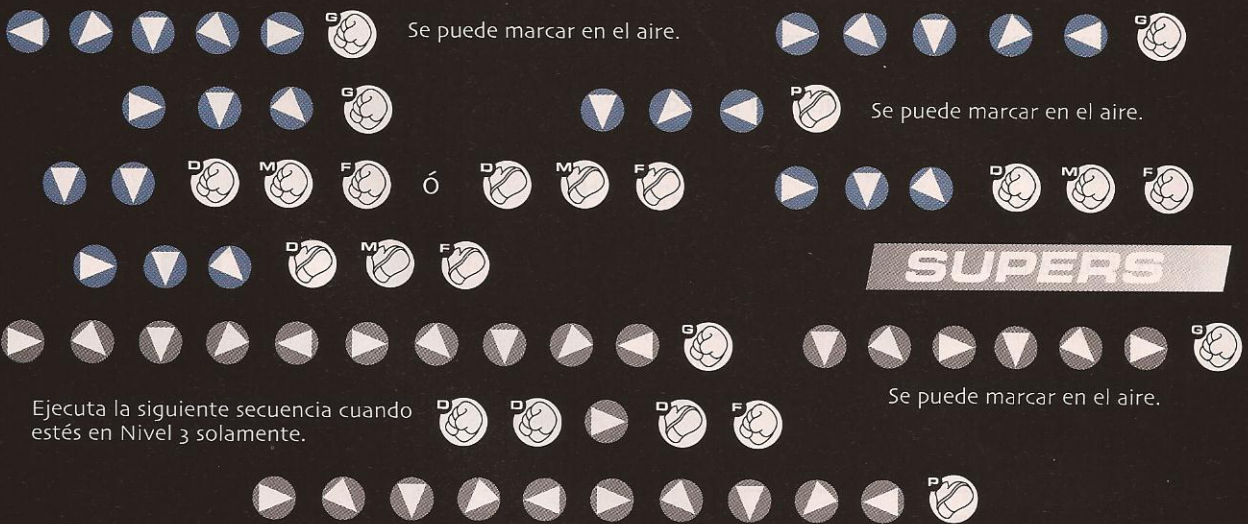 G Se puede marcar en el aire. G
G P Se puede marcar en el aire.
D M F Ó D M F D M F
D M F SUPERS
G G
Se puede marcar en el aire.
Ejecuta la siguiente secuencia cuando
estés en Nivel 3 solamente.
D D D F
P